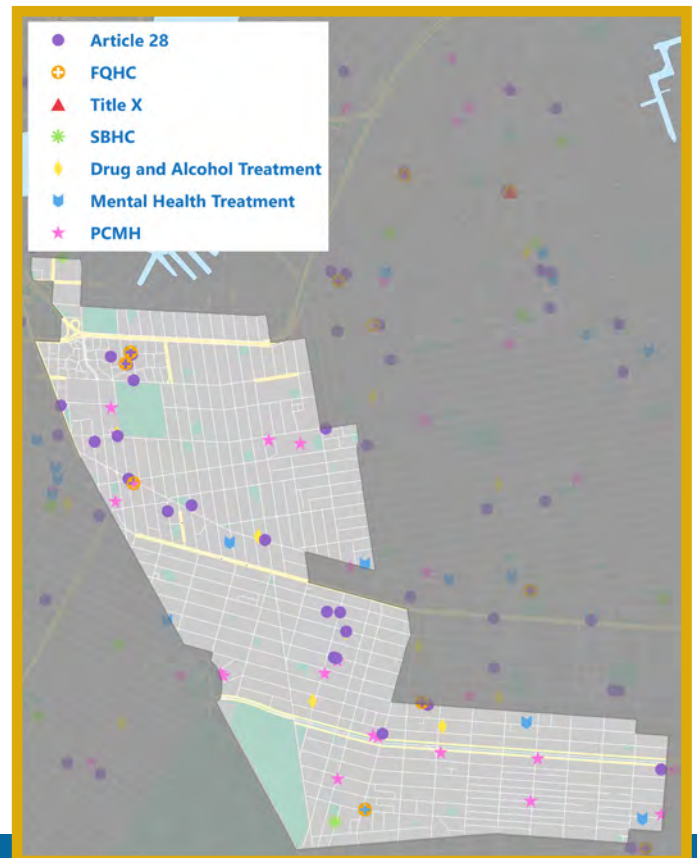 Article 28
FQHC
Title X
SBHC
Drug and Alcohol Treatment
Mental Health Treatment
PCMH